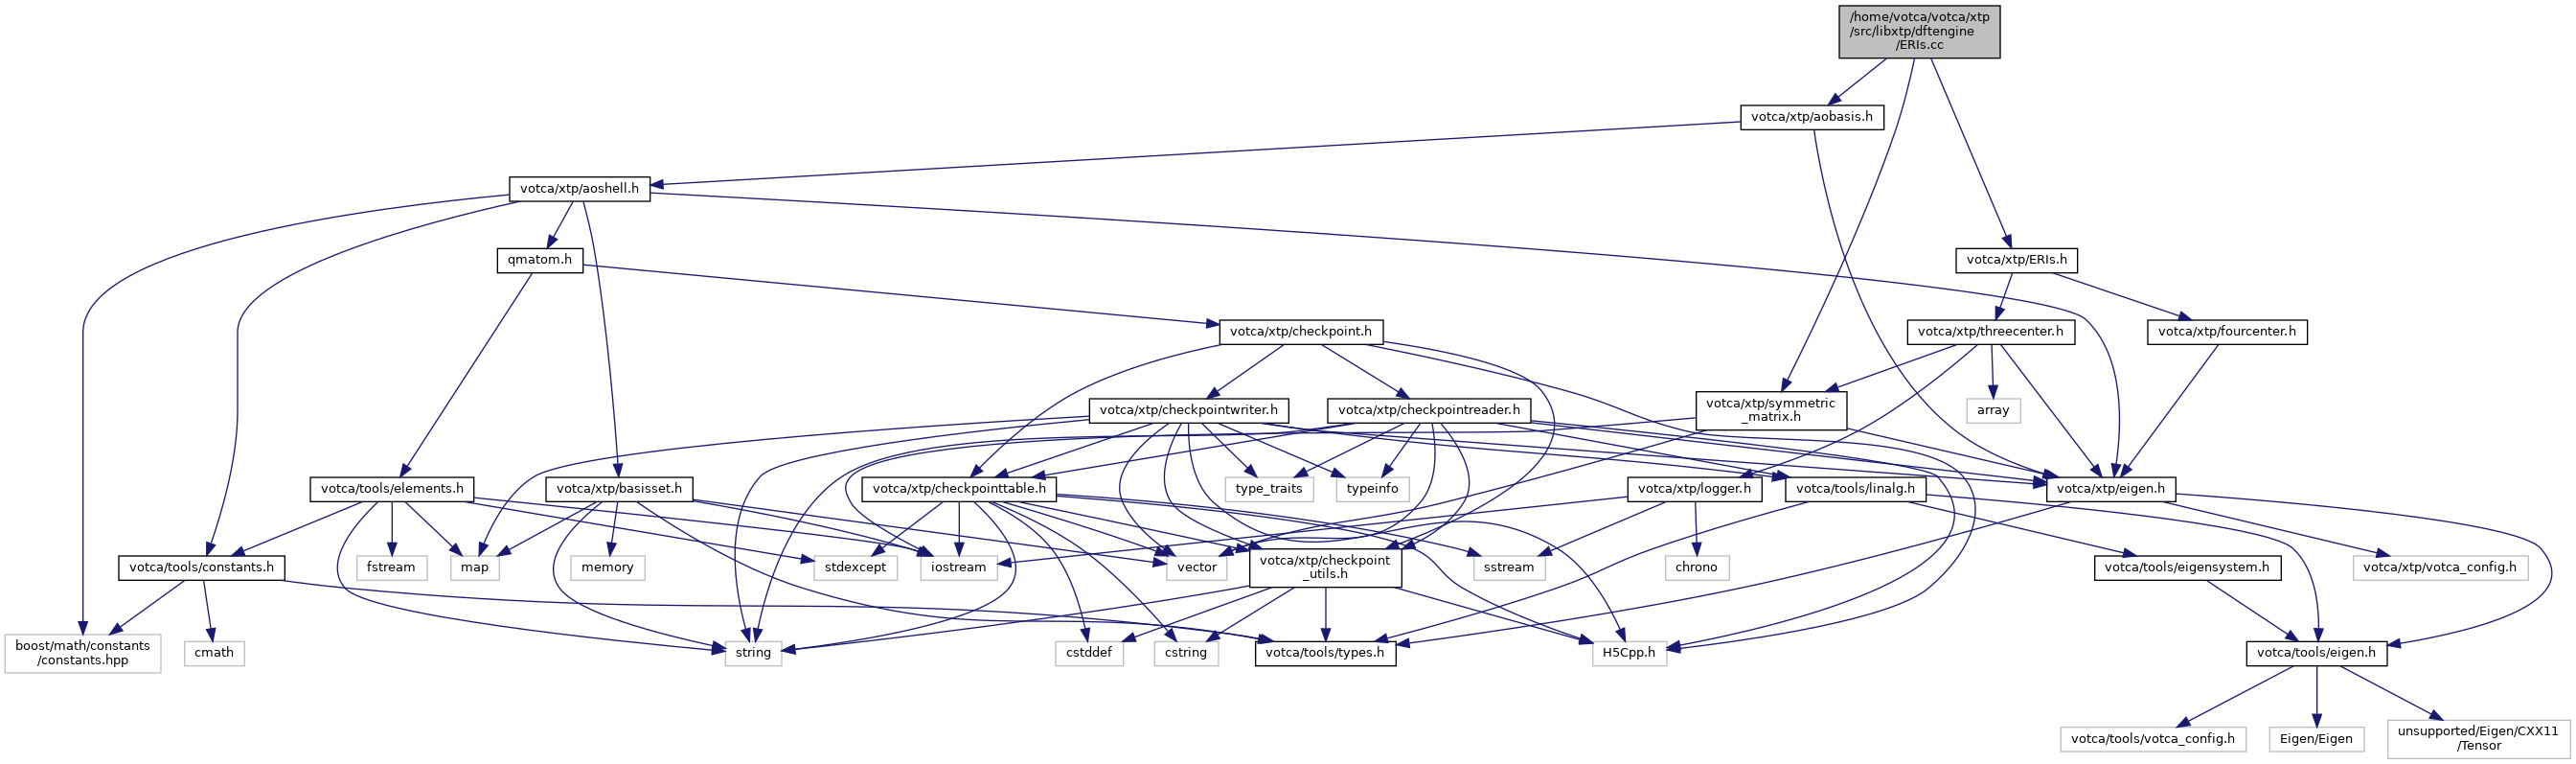 /home/votca/votca/xtp
/src/libxtp/dftengine
/ERIs.cc
votca/xtp/aobasis.h
votca/xtp/aoshell.h
qmatom.h
votca/xtp/ERIs.h
votca/xtp/checkpoint.h
votca/xtp/threecenter.h
votca/xtp/fourcenter.h
votca/xtp/checkpointwriter.h
votca/xtp/checkpointreader.h
votca/xtp/symmetric
_matrix.h
array
votca/tools/elements.h
votca/xtp/basisset.h
votca/xtp/checkpointtable.h
type_traits
typeinfo
votca/xtp/logger.h
votca/tools/linalg.h
votca/xtp/eigen.h
votca/tools/constants.h
fstream
map
memory
stdexcept
iostream
vector
votca/xtp/checkpoint
_utils.h
sstream
chrono
votca/tools/eigensystem.h
votca/xtp/votca_config.h
boost/math/constants
/constants.hpp
cmath
string
cstddef
cstring
votca/tools/types.h
H5Cpp.h
votca/tools/eigen.h
votca/tools/votca_config.h
Eigen/Eigen
unsupported/Eigen/CXX11
/Tensor